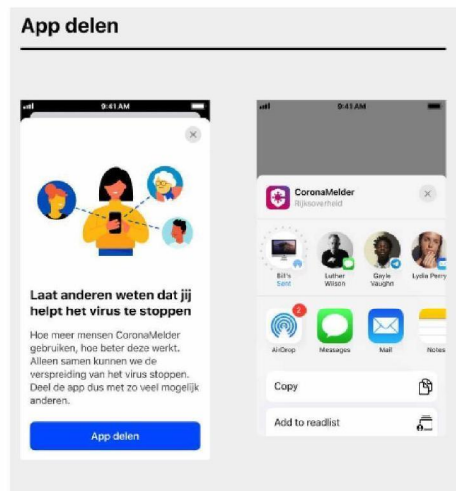 App delen
9:41 AM
Laat anderen weten dat jij
helpt het virus te stoppen
Hoe meer mensen CoronaMelder
gebruiken, hoe beter deze werkt.
Alleen samen kunnen we de
verspreiding van het virus stoppen.
Deel de app dus met zo veel mogelijk
anderen.
App delen
9:41 AM
CoronaMelder
Rijksoverheid
Bill's
Sent
Luther
Wilson
Gayle
Vaughn
Lydia Perry
2
AirDrop
Messages
Mail
Notes
Copy
Add to readlist